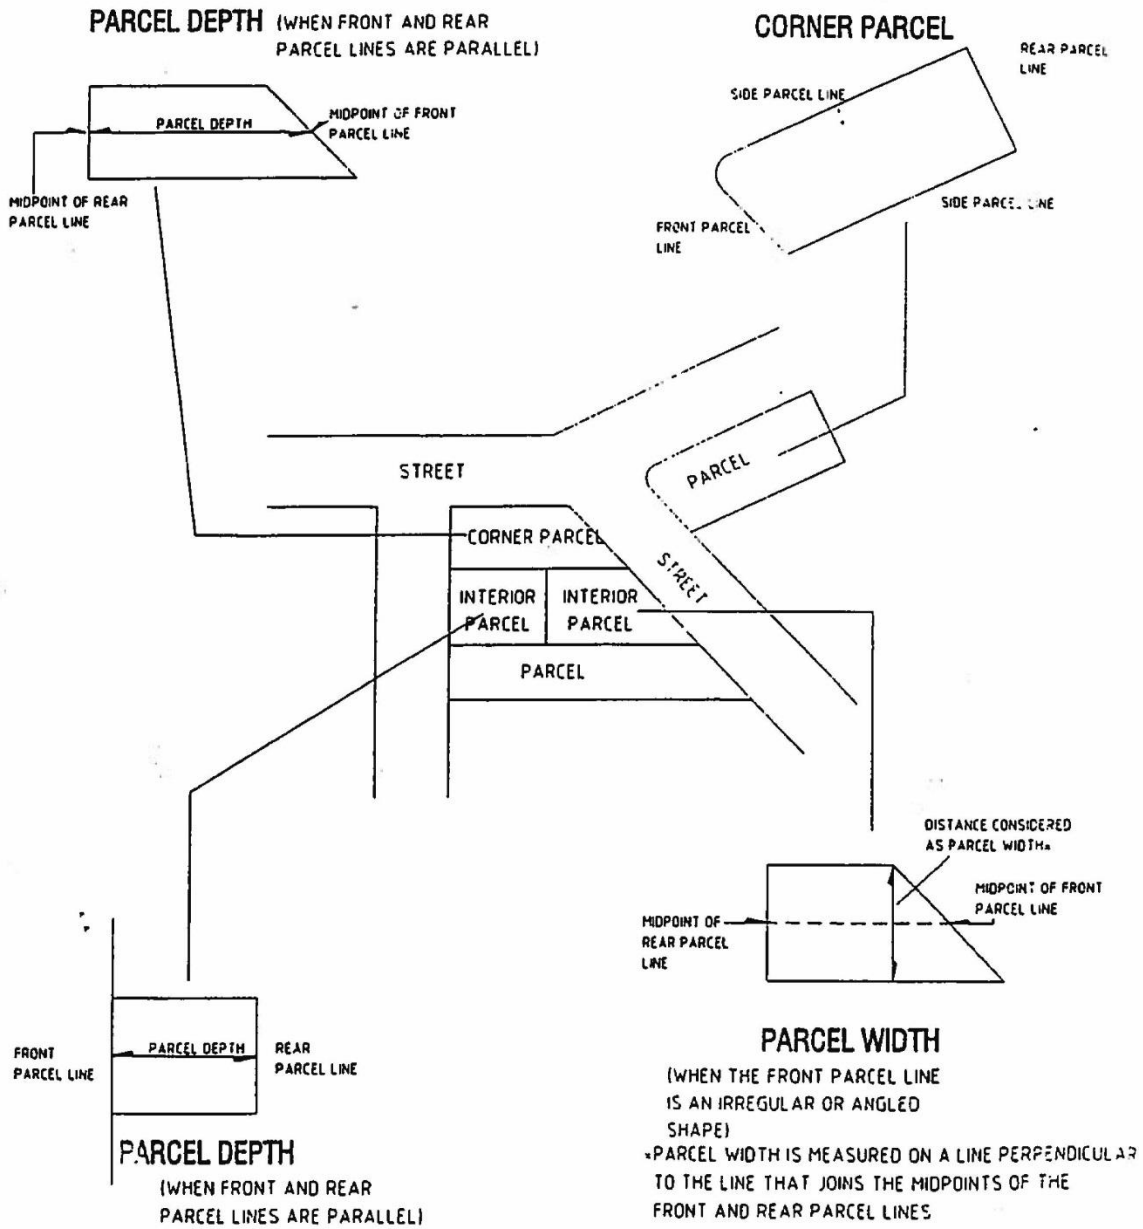 PARCEL DEPTH (WHEN FRONT AND REAR
PARCEL LINES ARE PARALLEL)
PARCEL DEPTH
MIDPOINT OF FRONT
PARCEL LINE
MIDPOINT OF REAR
PARCEL LINE
CORNER PARCEL
REAR PARCEL
LINE
SIDE PARCEL LINE
SIDE PARCEL LINE
FRONT PARCEL
LINE
STREET
PARCEL
CORNER PARCEL
STREET
INTERIOR
PARCEL
INTERIOR
PARCEL
PARCEL
DISTANCE CONSIDERED
AS PARCEL WIDTH*
MIDPOINT OF FRONT
PARCEL LINE
MIDPOINT OF
REAR PARCEL
LINE
FRONT
PARCEL LINE
PARCEL DEPTH
REAR
PARCEL LINE
PARCEL DEPTH
(WHEN FRONT AND REAR
PARCEL LINES ARE PARALLEL)
PARCEL WIDTH
(WHEN THE FRONT PARCEL LINE
IS AN IRREGULAR OR ANGLED
SHAPE)
*PARCEL WIDTH IS MEASURED ON A LINE PERPENDICULAR
TO THE LINE THAT JOINS THE MIDPOINTS OF THE
FRONT AND REAR PARCEL LINES